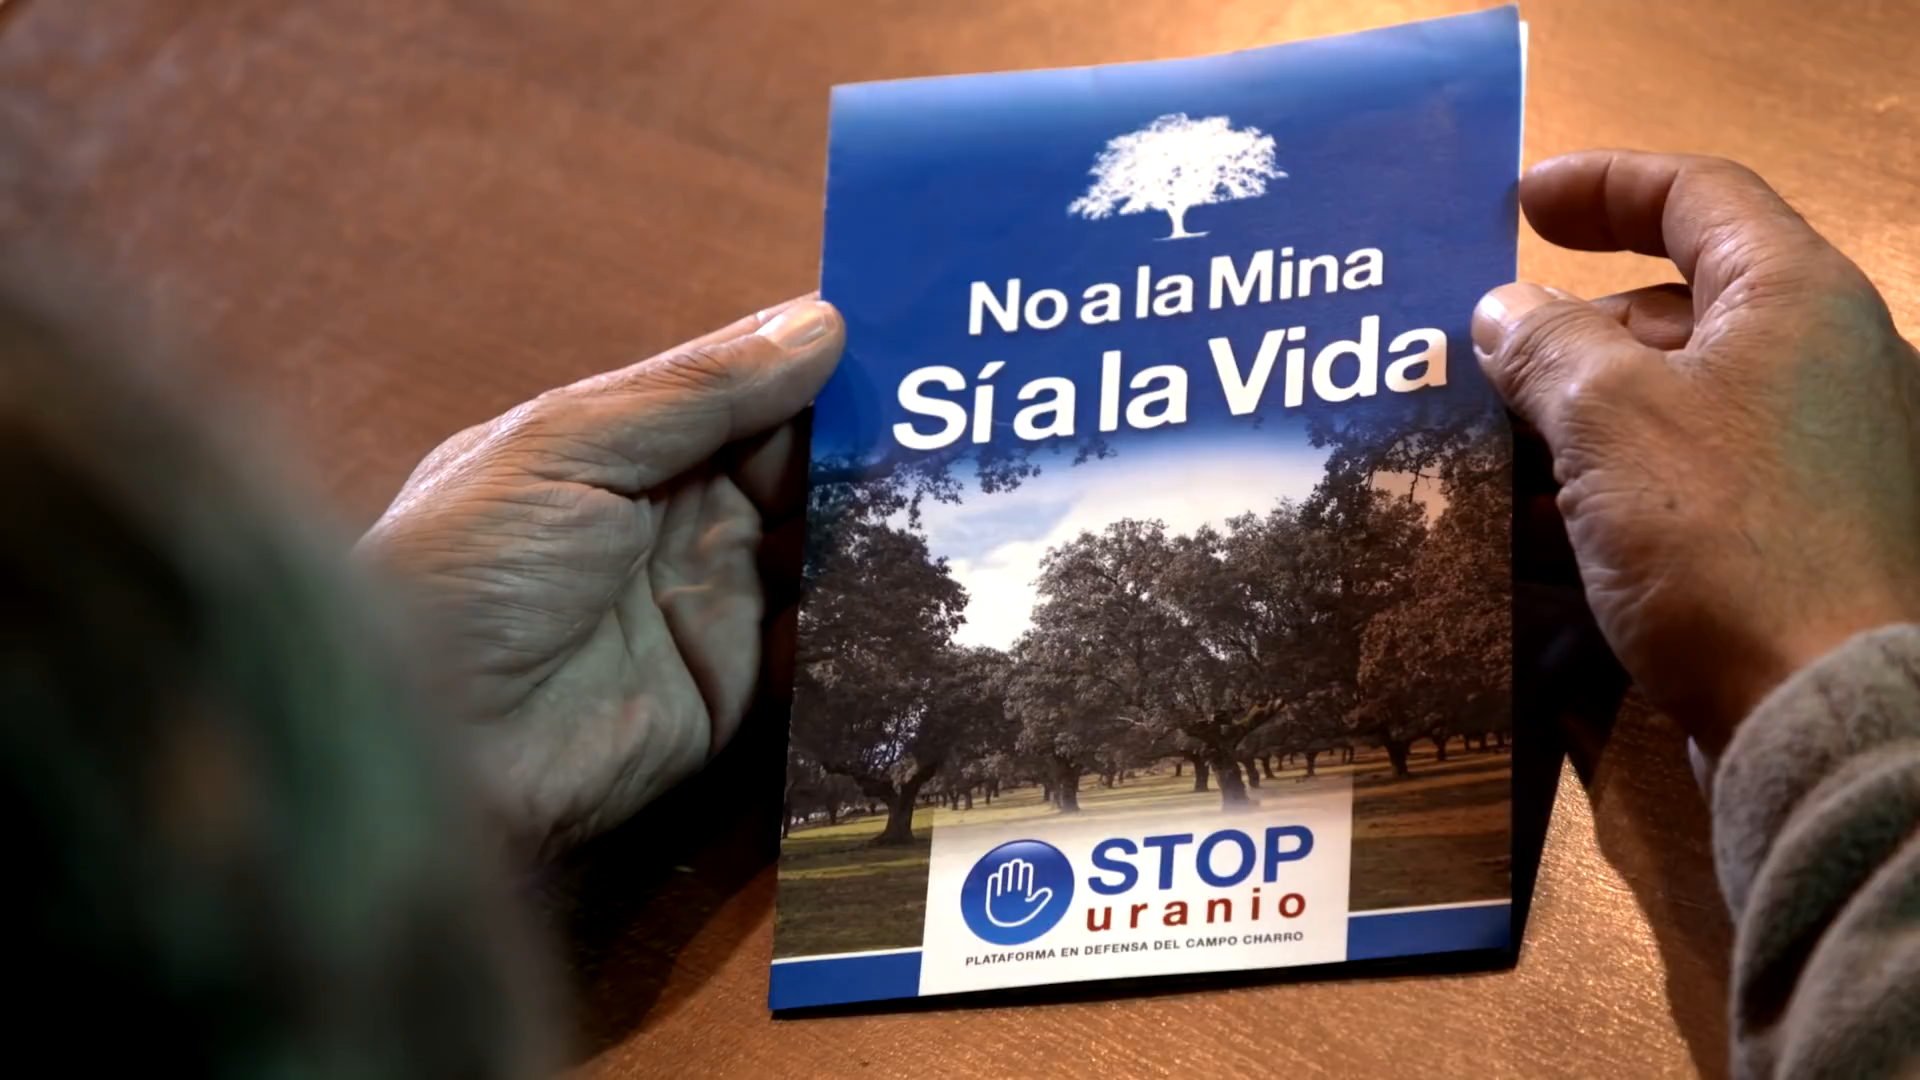 No a la Mina
Sí a la Vida
STOP
uranio
PLATAFORMA EN DEFENSA DEL CAMPO CHARRO